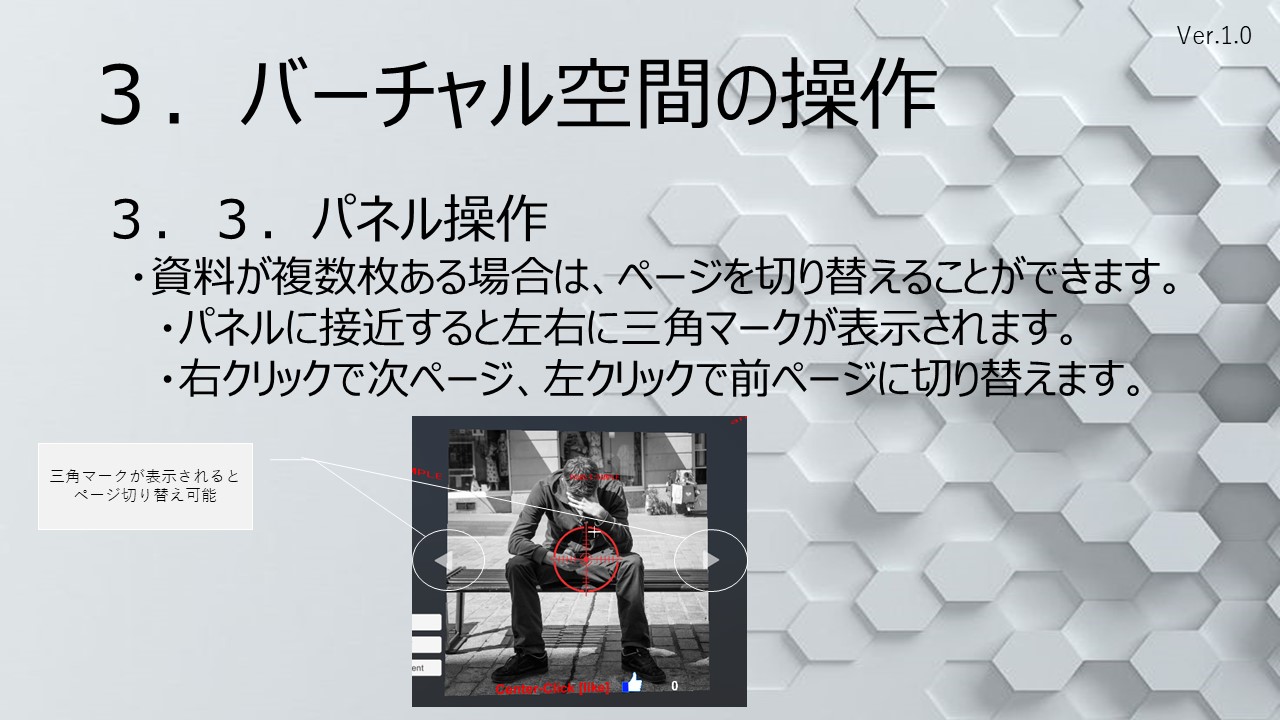 Ver.1.0
３．バーチャル空間の操作
３．３．パネル操作
・資料が複数枚ある場合は、ページを切り替えることができます。
・パネルに接近すると左右に三角マークが表示されます。
・右クリックで次ページ、左クリックで前ページに切り替えます。
三角マークが表示されると
ページ切り替え可能
MPLE
ent
Center-Click [like]
0